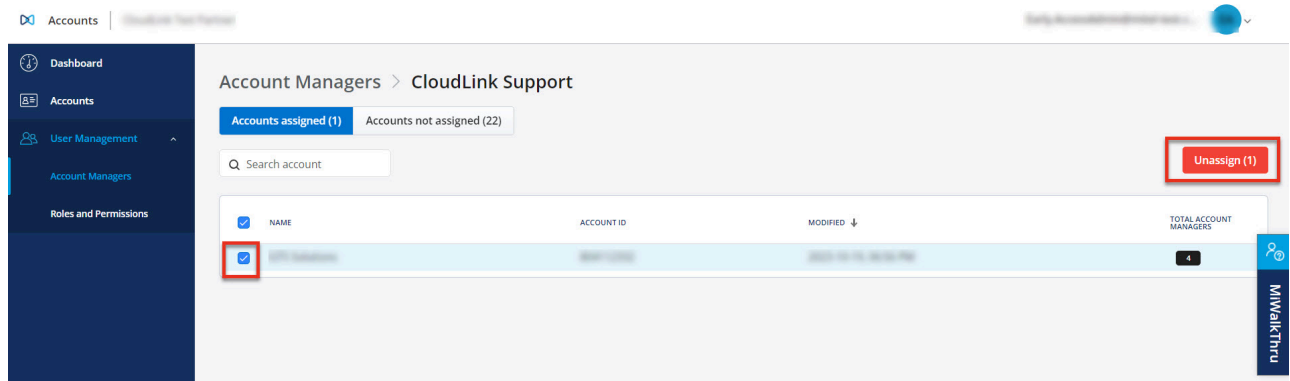 Accounts
Dashboard
Accounts
User Management
Account Managers
Roles and Permissions
Account Managers > CloudLink Support
Accounts assigned (1) Accounts not assigned (22)
Search account
Unassign (1)
NAME ACCOUNT ID MODIFIED TOTAL ACCOUNT
MANAGERS
4
MiWalkThru